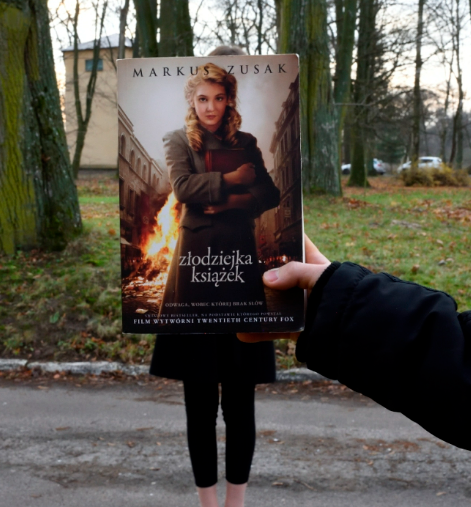 MARKUS ZUSAK
złodziejka
książek
ODWAGA, WOBEC KTÓREJ BRAK SŁÓW
FILM WYTWÓRNI TWENTIETH CENTURY FOX